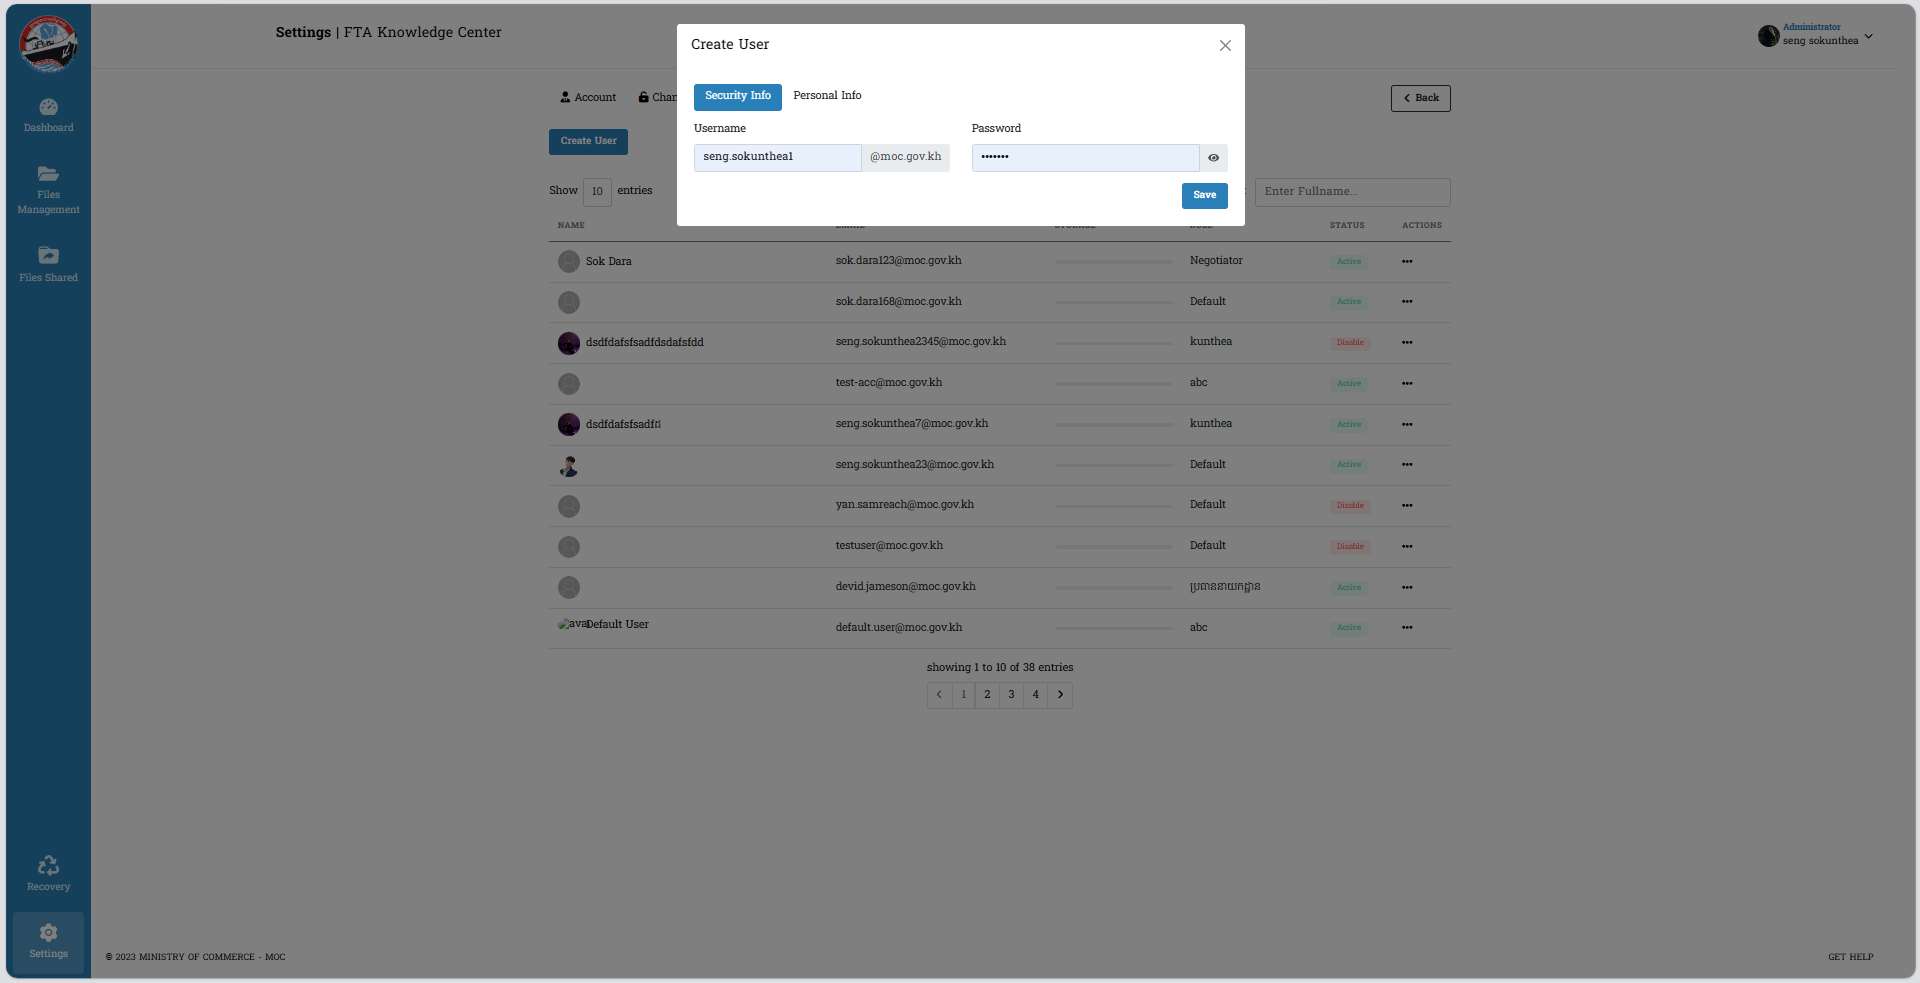 Settings | FTA Knowledge Center
Administrator
seng sokunthea
Dashboard
Files
Management
Files Shared
Recovery
Settings
Create User
Security Info
Personal Info
Username
Password
seng.sokunthea1
@moc.gov.kh
•••••••
Save
Account
Chan
Back
Create User
Show 10 entries
Enter Fullname...
NAME
STATUS
ACTIONS
Sok Dara sok.dara123@moc.gov.kh Negotiator Active
sok.dara168@moc.gov.kh Default Active
dsdfdafsfsadfdsdafsfdd seng.sokunthea2345@moc.gov.kh kunthea Disable
test-acc@moc.gov.kh abc Active
seng.sokunthea7@moc.gov.kh kunthea Active
seng.sokunthea23@moc.gov.kh Default Active
yan.samreach@moc.gov.kh Default Disable
testuser@moc.gov.kh Default Disable
devid.jameson@moc.gov.kh ប្រធាននាយកដ្ឋាន Active
Default User default.user@moc.gov.kh abc Active
showing 1 to 10 of 38 entries
1 2 3 4
© 2023 MINISTRY OF COMMERCE - MOC
GET HELP